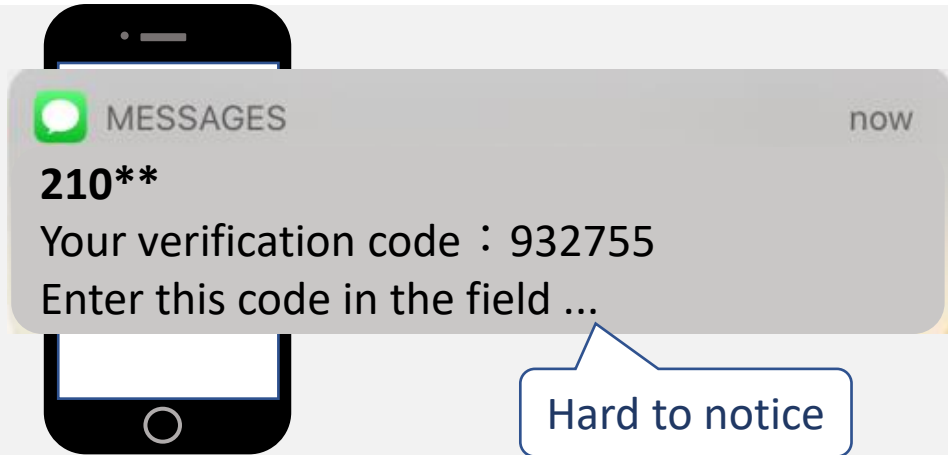 MESSAGES now
210**
Your verification code：932755
Enter this code in the field ...
Hard to notice